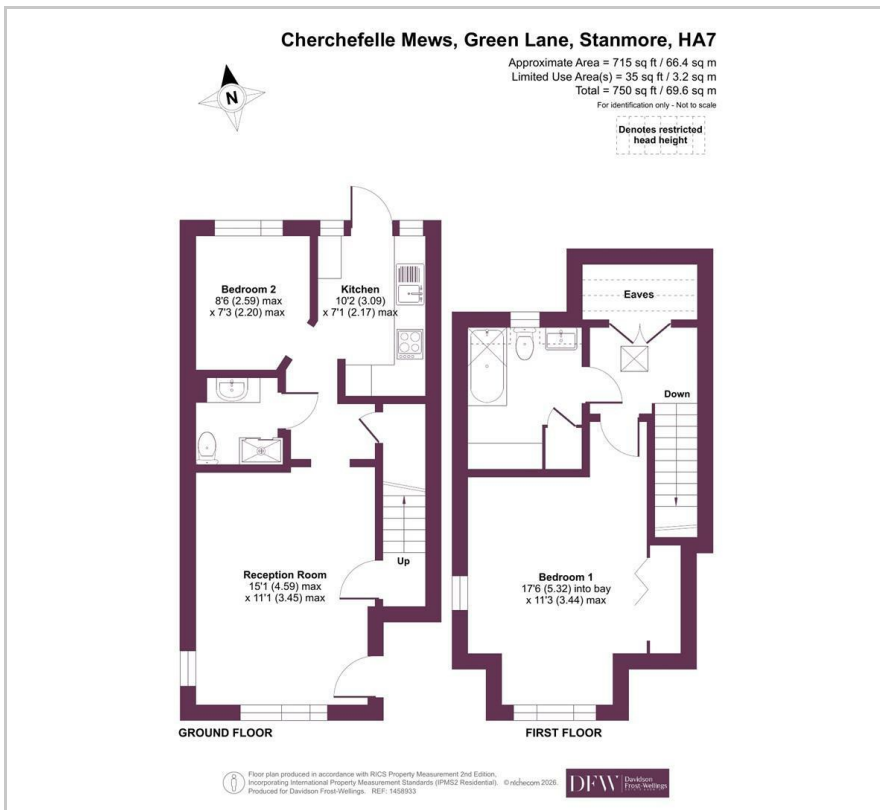 Cherchefelle Mews, Green Lane, Stanmore, HA7
Approximate Area = 715 sq ft / 66.4 sq m
Limited Use Area(s) = 35 sq ft / 3.2 sq m
Total = 750 sq ft / 69.6 sq m
For identification only - Not to scale
Denotes restricted
head height
N
Bedroom 2
8'6 (2.59) max
x 7'3 (2.20) max
Kitchen
10'2 (3.09)
x 7'1 (2.17) max
Eaves
Down
Reception Room
15'1 (4.59) max
x 11'1 (3.45) max
Up
Bedroom 1
17'6 (5.32) into bay
x 11'3 (3.44) max
GROUND FLOOR
FIRST FLOOR
Floor plan produced in accordance with RICS Property Measurement 2nd Edition,
Incorporating International Property Measurement Standards (IPMS2 Residential). ©ntchecom 2026.
Produced for Davidson Frost-Wellings. REF: 1458933
DFW
Davidson
Frost-Wellings